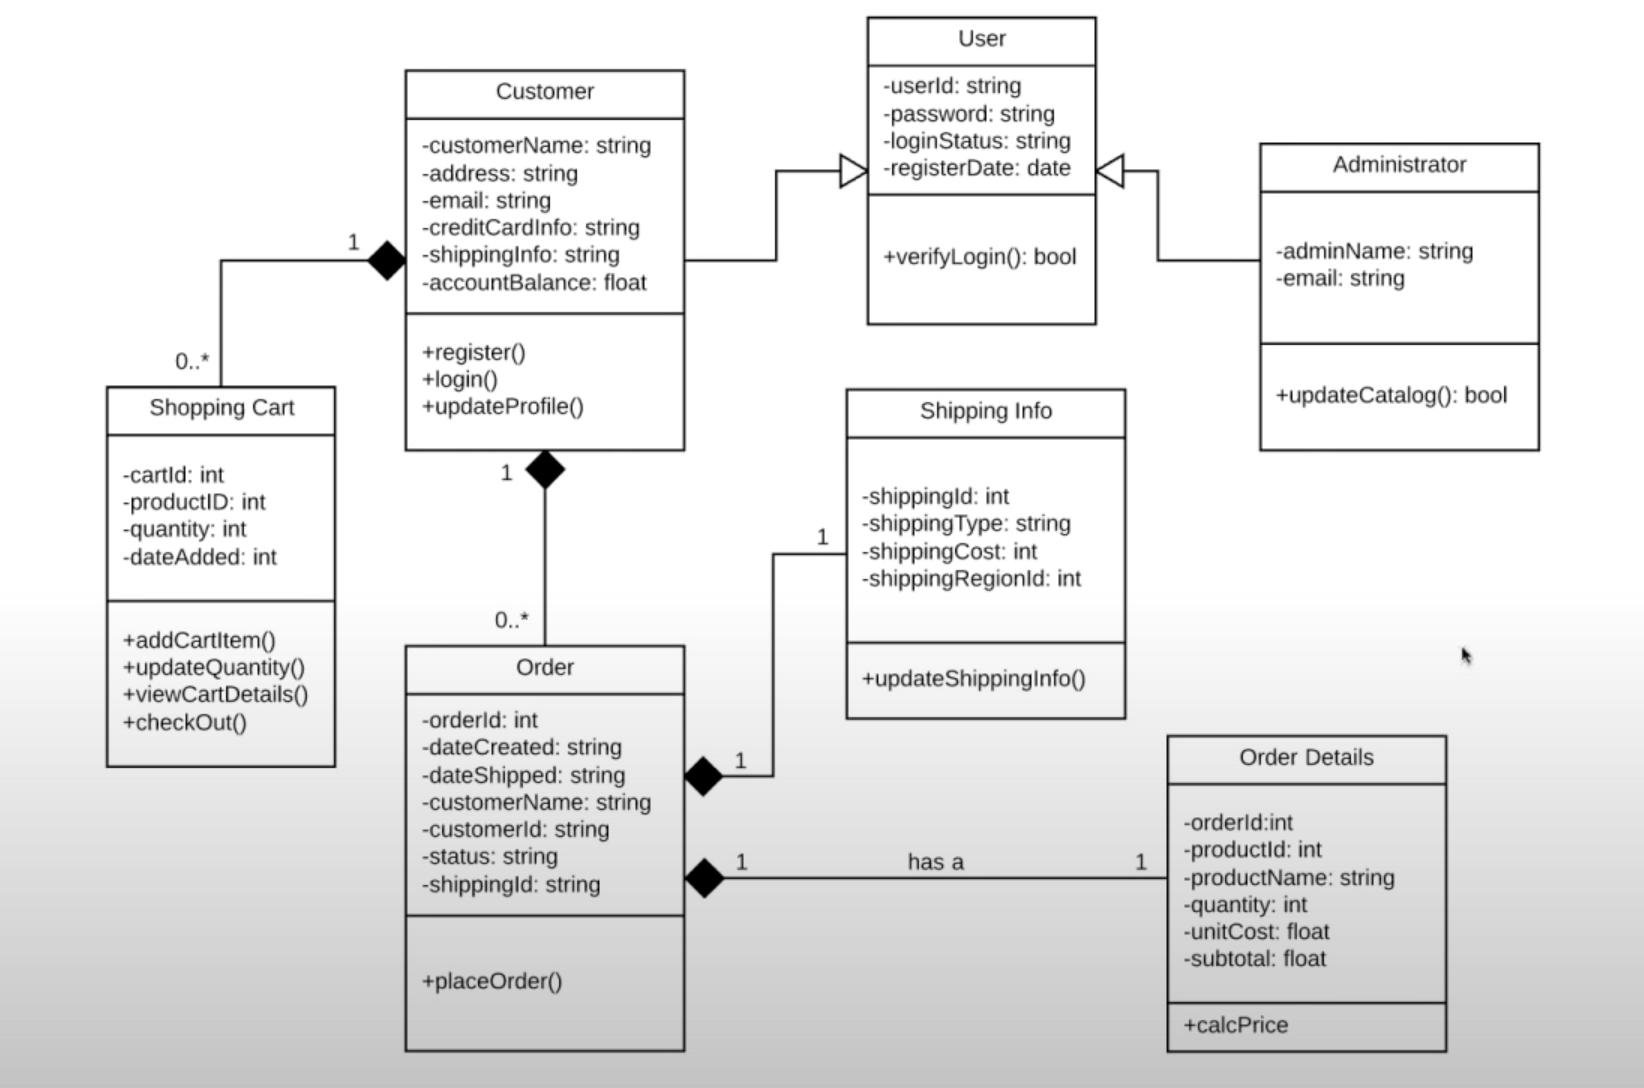 User
-userId: string
-password: string
-loginStatus: string
-registerDate: date
+verifyLogin(): bool
Customer
-customerName: string
-address: string
-email: string
-creditCardInfo: string
-shippingInfo: string
-accountBalance: float
+register()
+login()
+updateProfile()
Administrator
-adminName: string
-email: string
+updateCatalog(): bool
1
0..*
Shopping Cart
-cartId: int
-productID: int
-quantity: int
-dateAdded: int
+addCartItem()
+updateQuantity()
+viewCartDetails()
+checkOut()
1
0..*
Shipping Info
-shippingId: int
-shippingType: string
-shippingCost: int
-shippingRegionId: int
+updateShippingInfo()
1
1
Order
-orderId: int
-dateCreated: string
-dateShipped: string
-customerName: string
-customerId: string
-status: string
-shippingId: string
+placeOrder()
1 has a 1
Order Details
-orderId:int
-productId: int
-productName: string
-quantity: int
-unitCost: float
-subtotal: float
+calcPrice